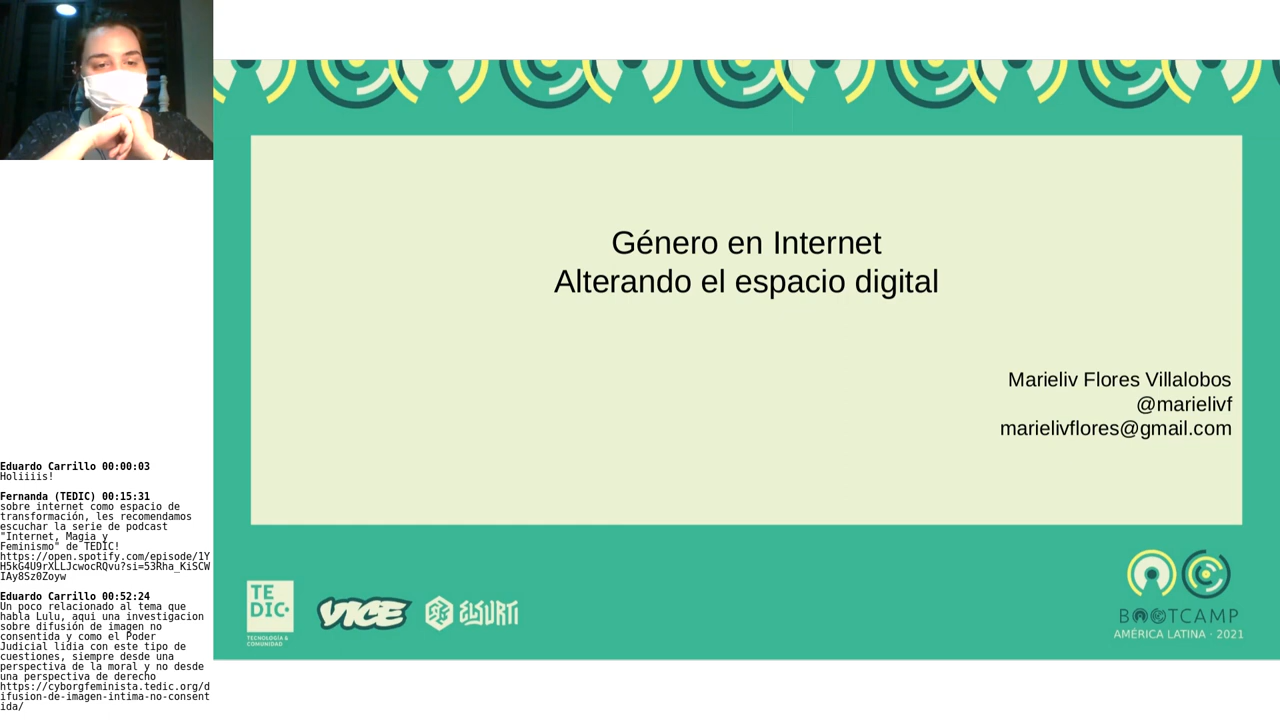 Género en Internet
Alterando el espacio digital
Marieliv Flores Villalobos
@marielivf
marielivflores@gmail.com
TE
DIC
TECNOLOGÍA &
COMUNIDAD
VICE
ELSURTI
BOOTCAMP
AMÉRICA LATINA · 2021
Eduardo Carrillo 00:00:03
Holiiiis!
Fernanda (TEDIC) 00:15:31
sobre internet como espacio de
transformación, les recomendamos
escuchar la serie de podcast
"Internet, Magia y
Feminismo" de TEDIC!
https://open.spotify.com/episode/1Y
H5kG4U9rXLLJcwocRQvu?si=53Rha_KiSCW
IAy8Sz0Zoyw
Eduardo Carrillo 00:52:24
Un poco relacionado al tema que
habla Lulu, aqui una investigacion
sobre difusión de imagen no
consentida y como el Poder
Judicial lidia con este tipo de
cuestiones, siempre desde una
perspectiva de la moral y no desde
una perspectiva de derecho
https://cyborgfeminista.tedic.org/d
ifusion-de-imagen-intima-no-consent
ida/